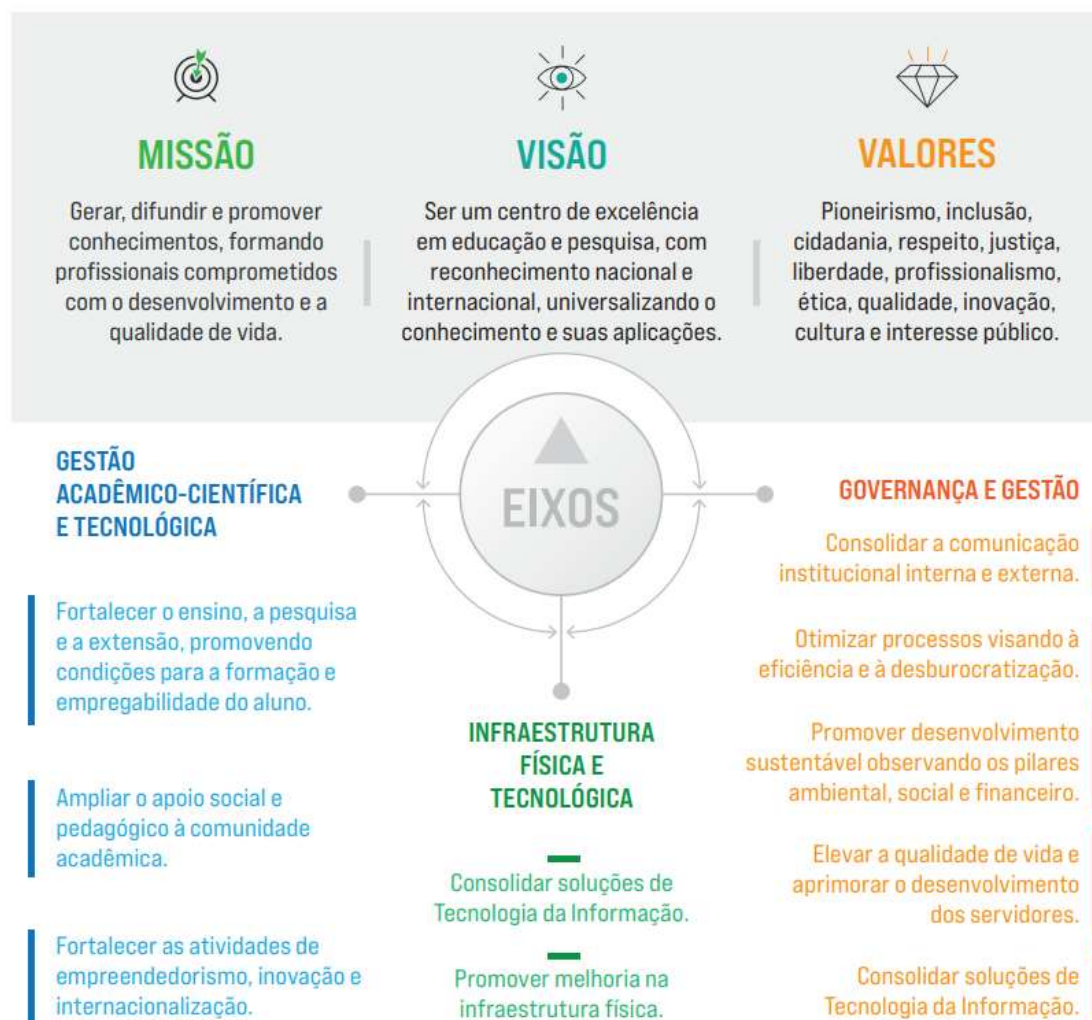 MISSÃO
Gerar, difundir e promover
conhecimentos, formando
profissionais comprometidos
com o desenvolvimento e a
qualidade de vida.
VISÃO
Ser um centro de excelência
em educação e pesquisa, com
reconhecimento nacional e
internacional, universalizando o
conhecimento e suas aplicações.
VALORES
Pioneirismo, inclusão,
cidadania, respeito, justiça,
liberdade, profissionalismo,
ética, qualidade, inovação,
cultura e interesse público.
EIXOS
GESTÃO
ACADÊMICO-CIENTÍFICA
E TECNOLÓGICA
Fortalecer o ensino, a pesquisa
e a extensão, promovendo
condições para a formação e
empregabilidade do aluno.
Ampliar o apoio social e
pedagógico à comunidade
acadêmica.
Fortalecer as atividades de
empreendedorismo, inovação e
internacionalização.
INFRAESTRUTURA
FÍSICA E
TECNOLÓGICA
Consolidar soluções de
Tecnologia da Informação.
Promover melhoria na
infraestrutura física.
GOVERNANÇA E GESTÃO
Consolidar a comunicação
institucional interna e externa.
Otimizar processos visando à
eficiência e à desburocratização.
Promover desenvolvimento
sustentável observando os pilares
ambiental, social e financeiro.
Elevar a qualidade de vida e
aprimorar o desenvolvimento
dos servidores.
Consolidar soluções de
Tecnologia da Informação.